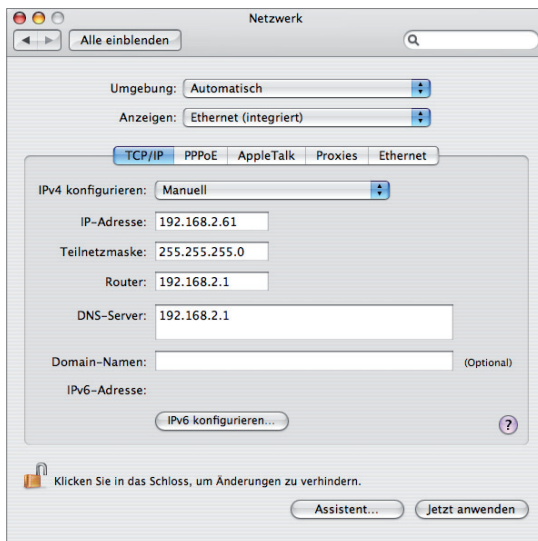 Netzwerk
Alle einblenden
Umgebung: Automatisch
Anzeigen: Ethernet (integriert)
TCP/IP PPPoE AppleTalk Proxies Ethernet
IPv4 konfigurieren: Manuell
IP-Adresse: 192.168.2.61
Teilnetzmaske: 255.255.255.0
Router: 192.168.2.1
DNS-Server: 192.168.2.1
Domain-Namen: (Optional)
IPv6-Adresse:
IPv6 konfigurieren... ?
Klicken Sie in das Schloss, um Änderungen zu verhindern.
Assistent... Jetzt anwenden